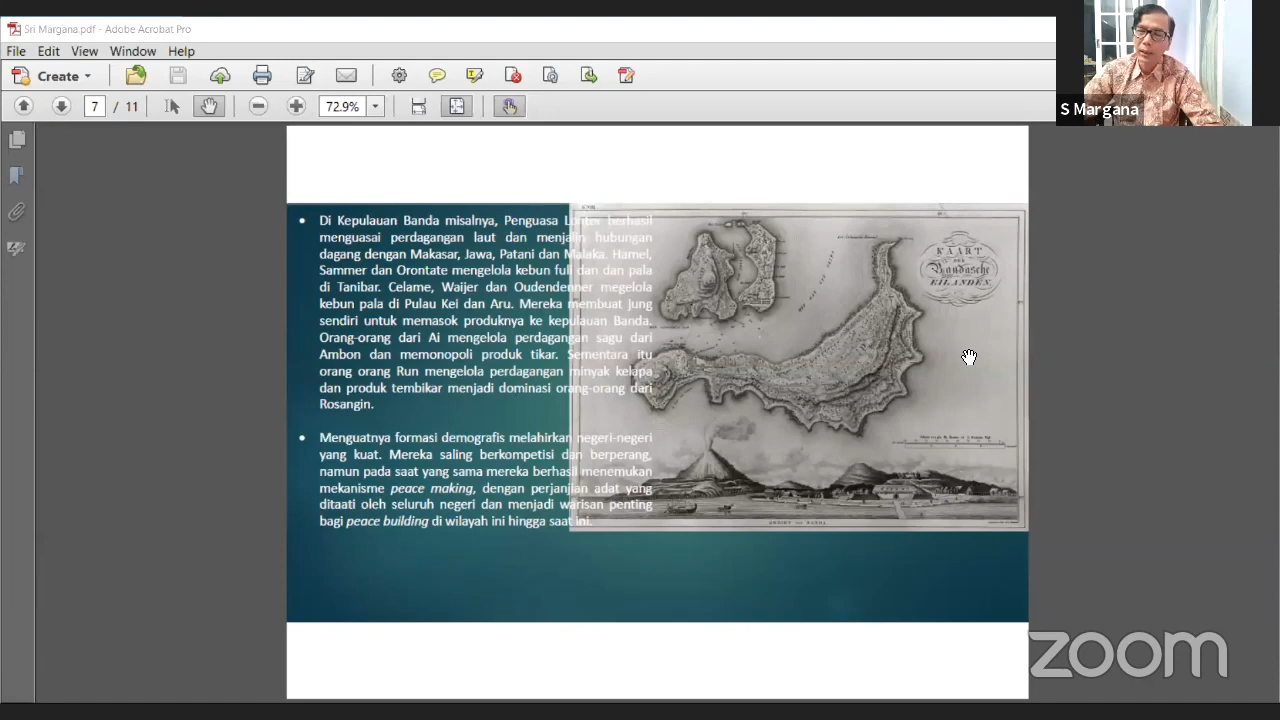 Sri Margana.pdf - Adobe Acrobat Pro
File Edit View Window Help
Create
7 / 11 72.9%
S Margana
• Di Kepulauan Banda misalnya, Penguasa Lonter berhasil
menguasai perdagangan laut dan menjalin hubungan
dagang dengan Makasar, Jawa, Patani dan Malaka. Hamel,
Sammer dan Orontate mengelola kebun fuli dan dan pala
di Tanibar. Celame, Waijer dan Oudendenner megelola
kebun pala di Pulau Kei dan Aru. Mereka membuat Jung
sendiri untuk memasok produknya ke kepulauan Banda.
Orang-orang dari Ai mengelola perdagangan sagu dari
Ambon dan memonopoli produk tikar. Sementara itu
orang orang Run mengelola perdagangan minyak kelapa
dan produk tembikar menjadi dominasi orang-orang dari
Rosangin.
• Menguatnya formasi demografis melahirkan negeri-negeri
yang kuat. Mereka saling berkompetisi dan berperang,
namun pada saat yang sama mereka berhasil menemukan
mekanisme peace making, dengan perjanjian adat yang
ditaati oleh seluruh negeri dan menjadi warisan penting
bagi peace building di wilayah ini hingga saat ini.
KAART
DER
Bandasche
EILANDEN.
zoom